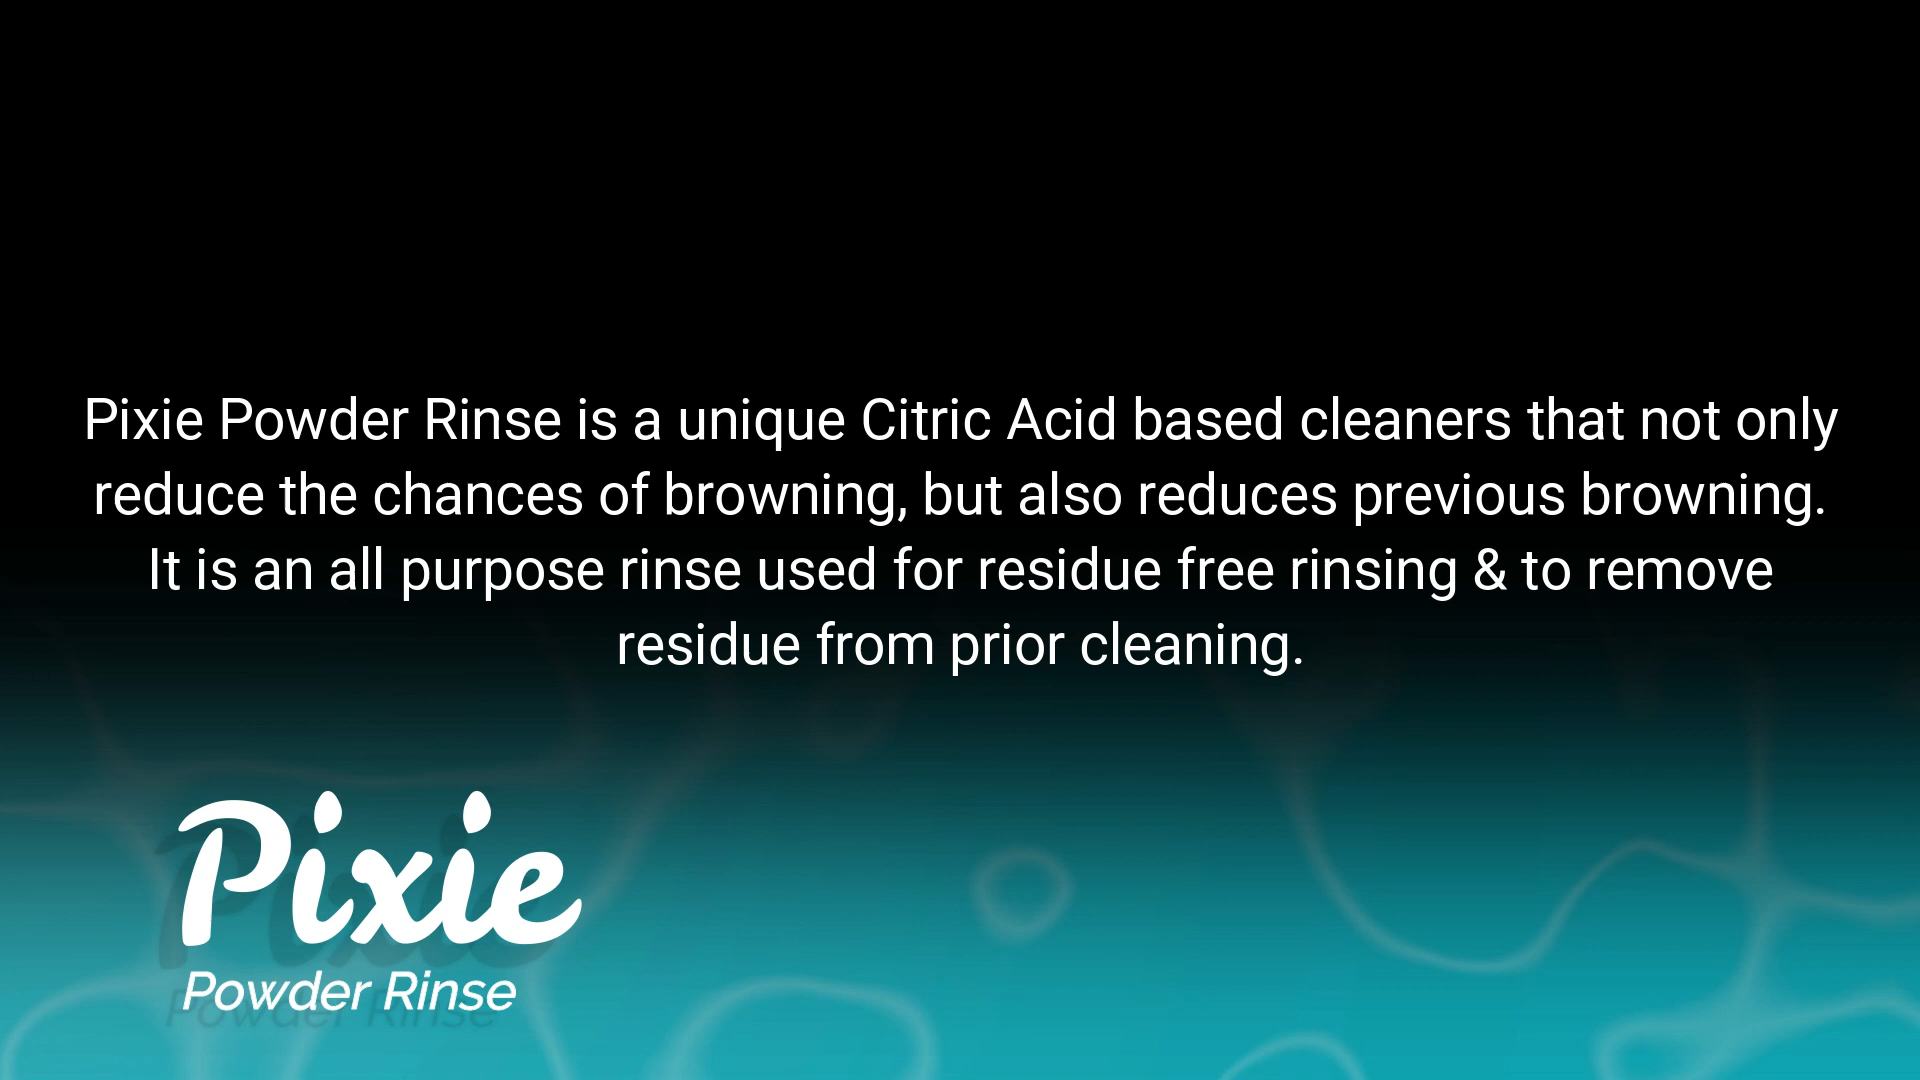 Pixie Powder Rinse is a unique Citric Acid based cleaners that not only
reduce the chances of browning, but also reduces previous browning.
It is an all purpose rinse used for residue free rinsing & to remove
residue from prior cleaning.
Pixie
Powder Rinse